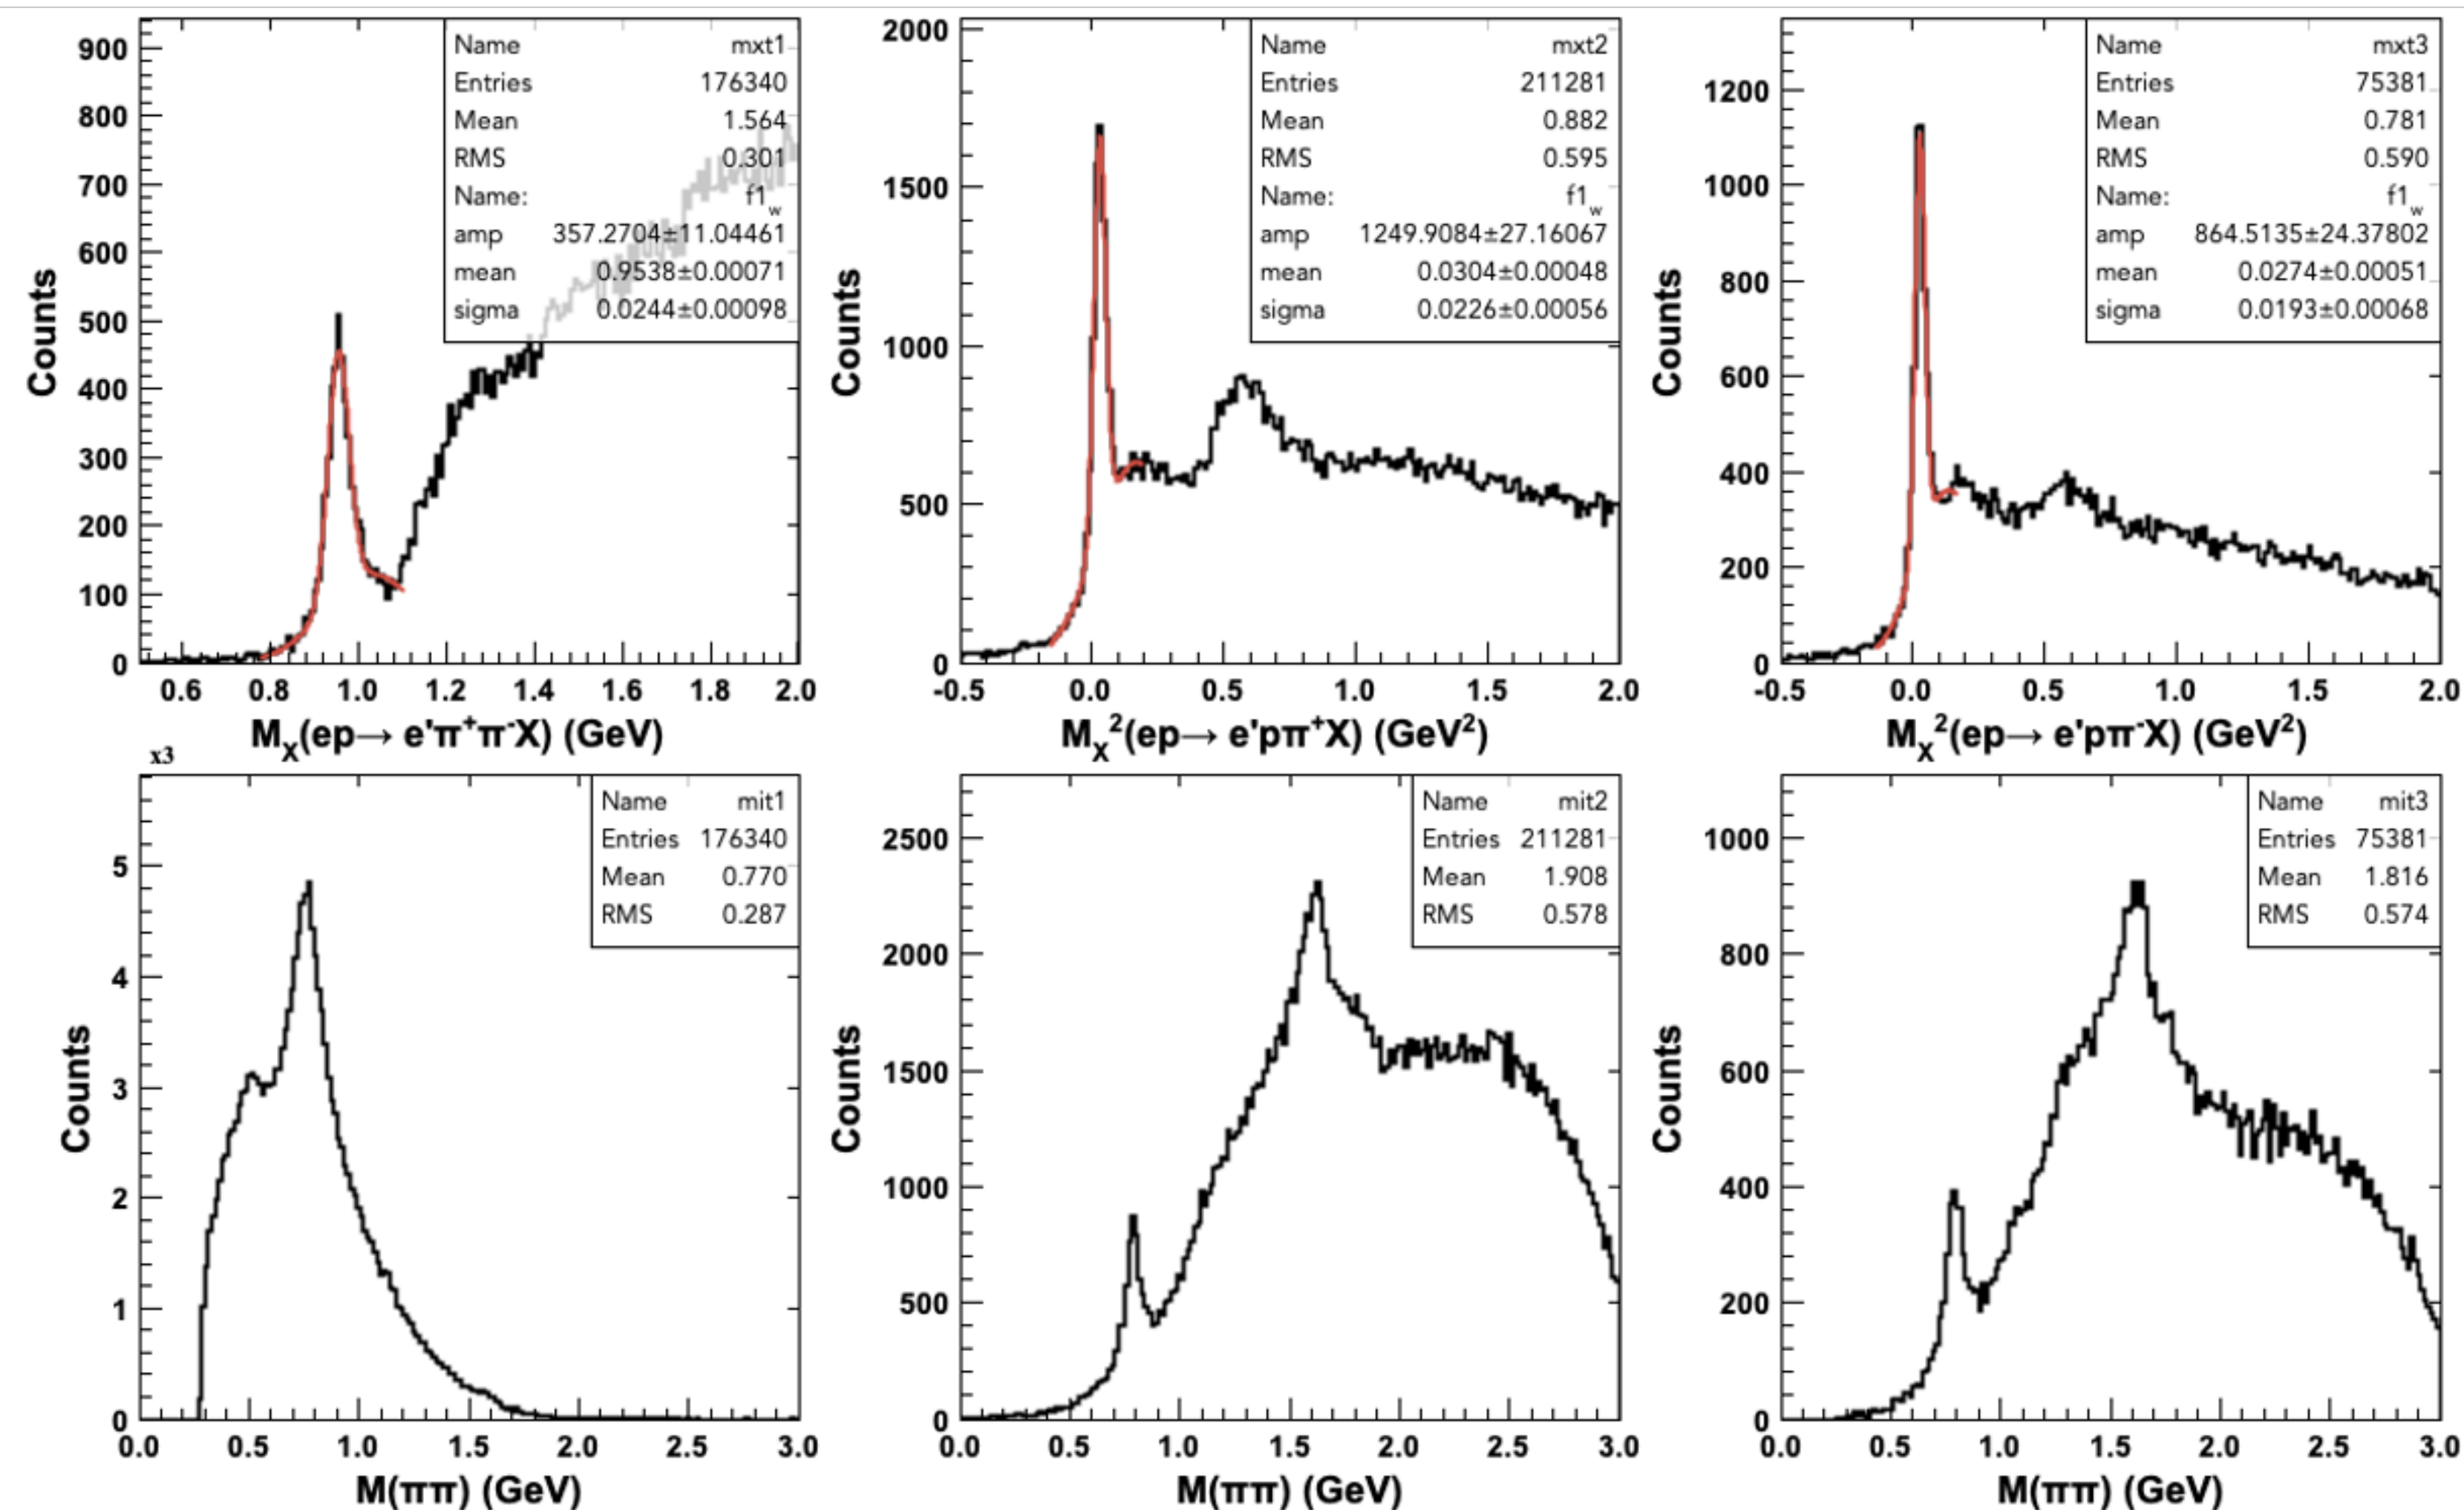 Name mxt1
Entries 176340
Mean 1.564
RMS 0.301
Name: f1w
amp 357.2704±11.04461
mean 0.9538±0.00071
sigma 0.0244±0.00098
900
800
700
600
500
400
300
200
100
0
Counts
0.6 0.8 1.0 1.2 1.4 1.6 1.8 2.0
MX(ep→ e'π+π-X) (GeV)
Name mxt2
Entries 211281
Mean 0.882
RMS 0.595
Name: f1w
amp 1249.9084±27.16067
mean 0.0304±0.00048
sigma 0.0226±0.00056
2000
1500
1000
500
0
Counts
-0.5 0.0 0.5 1.0 1.5 2.0
MX2(ep→ e'pπ+X) (GeV2)
Name mxt3
Entries 75381
Mean 0.781
RMS 0.590
Name: f1w
amp 864.5135±24.37802
mean 0.0274±0.00051
sigma 0.0193±0.00068
1200
1000
800
600
400
200
0
Counts
-0.5 0.0 0.5 1.0 1.5 2.0
MX2(ep→ e'pπ-X) (GeV2)
x3
Name mit1
Entries 176340
Mean 0.770
RMS 0.287
5
4
3
2
1
0
Counts
0.0 0.5 1.0 1.5 2.0 2.5 3.0
M(ππ) (GeV)
Name mit2
Entries 211281
Mean 1.908
RMS 0.578
2500
2000
1500
1000
500
0
Counts
0.0 0.5 1.0 1.5 2.0 2.5 3.0
M(ππ) (GeV)
Name mit3
Entries 75381
Mean 1.816
RMS 0.574
1000
800
600
400
200
0
Counts
0.0 0.5 1.0 1.5 2.0 2.5 3.0
M(ππ) (GeV)